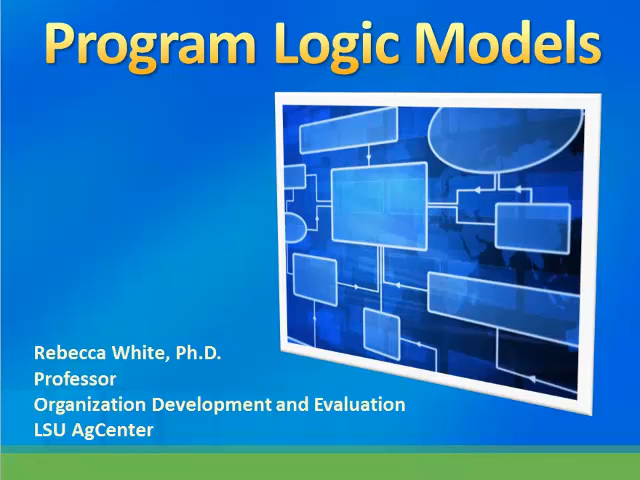 Program Logic Models
Rebecca White, Ph.D.
Professor
Organization Development and Evaluation
LSU AgCenter